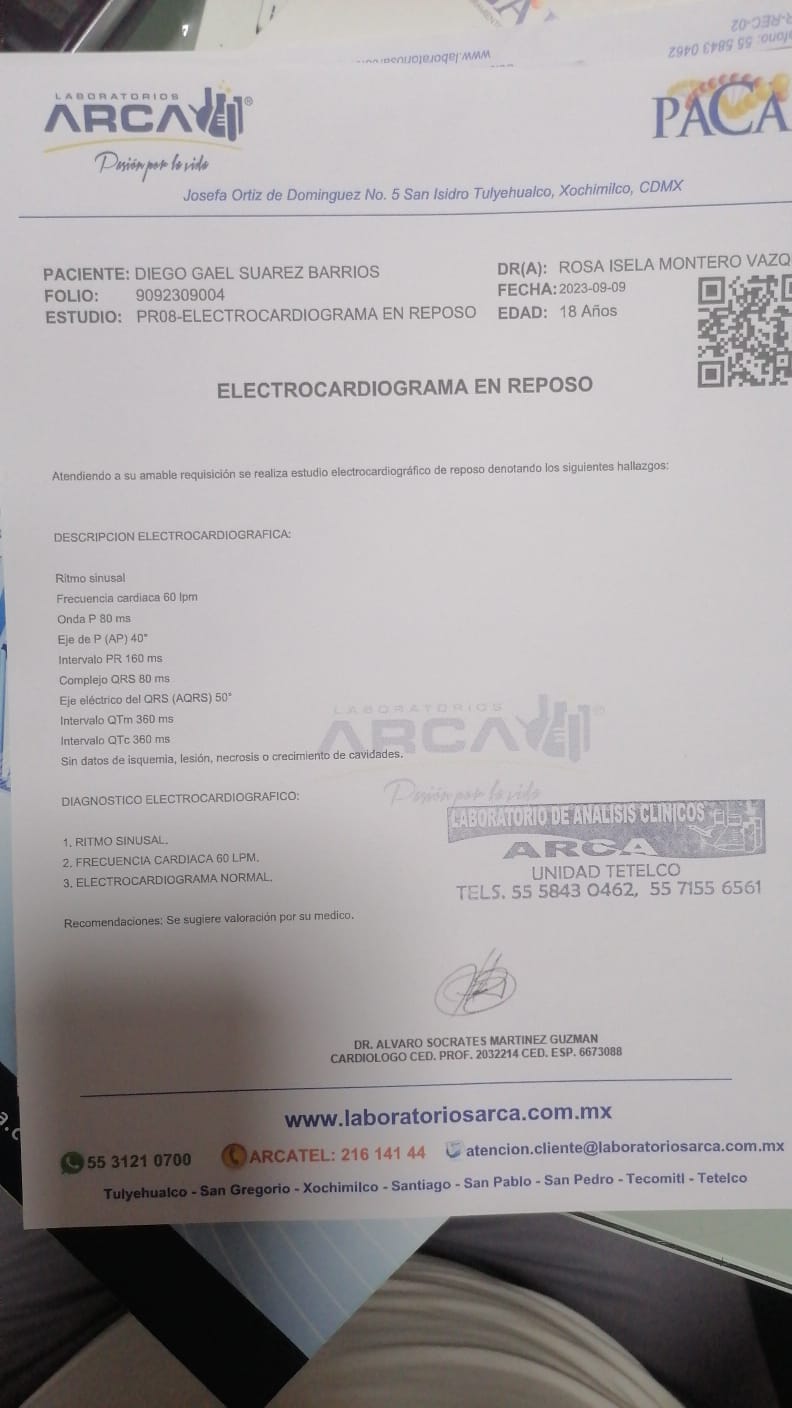 www.laboratoriosa
fono: 55 5843 0462
R-REC-02
LABORATORIOS
ARCA®
Pasión por la vida
PACA
Josefa Ortiz de Dominguez No. 5 San Isidro Tulyehualco, Xochimilco, CDMX
PACIENTE: DIEGO GAEL SUAREZ BARRIOS
DR(A): ROSA ISELA MONTERO VAZQ
FOLIO: 9092309004
FECHA: 2023-09-09
ESTUDIO: PR08-ELECTROCARDIOGRAMA EN REPOSO
EDAD: 18 Años
ELECTROCARDIOGRAMA EN REPOSO
Atendiendo a su amable requisición se realiza estudio electrocardiográfico de reposo denotando los siguientes hallazgos:
DESCRIPCION ELECTROCARDIOGRAFICA:
Ritmo sinusal
Frecuencia cardiaca 60 lpm
Onda P 80 ms
Eje de P (AP) 40°
Intervalo PR 160 ms
Complejo QRS 80 ms
Eje eléctrico del QRS (AQRS) 50°
Intervalo QTm 360 ms
Intervalo QTc 360 ms
Sin datos de isquemia, lesión, necrosis o crecimiento de cavidades.
LABORATORIOS
ARCA®
Pasión por la vida
DIAGNOSTICO ELECTROCARDIOGRAFICO:
1. RITMO SINUSAL.
2. FRECUENCIA CARDIACA 60 LPM.
3. ELECTROCARDIOGRAMA NORMAL.
LABORATORIO DE ANALISIS CLINICOS
ARCA
UNIDAD TETELCO
TELS. 55 5843 0462, 55 7155 6561
Recomendaciones: Se sugiere valoración por su medico.
DR. ALVARO SOCRATES MARTINEZ GUZMAN
CARDIOLOGO CED. PROF. 2032214 CED. ESP. 6673088
www.laboratoriosarca.com.mx
55 3121 0700
ARCATEL: 216 141 44
atencion.cliente@laboratoriosarca.com.mx
Tulyehualco - San Gregorio - Xochimilco - Santiago - San Pablo - San Pedro - Tecomitl - Tetelco